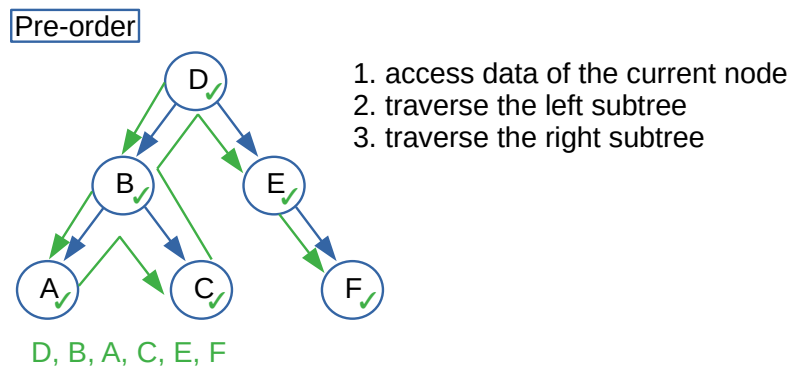 Pre-order
1. access data of the current node
2. traverse the left subtree
3. traverse the right subtree
D
B
E
A
C
F
D, B, A, C, E, F